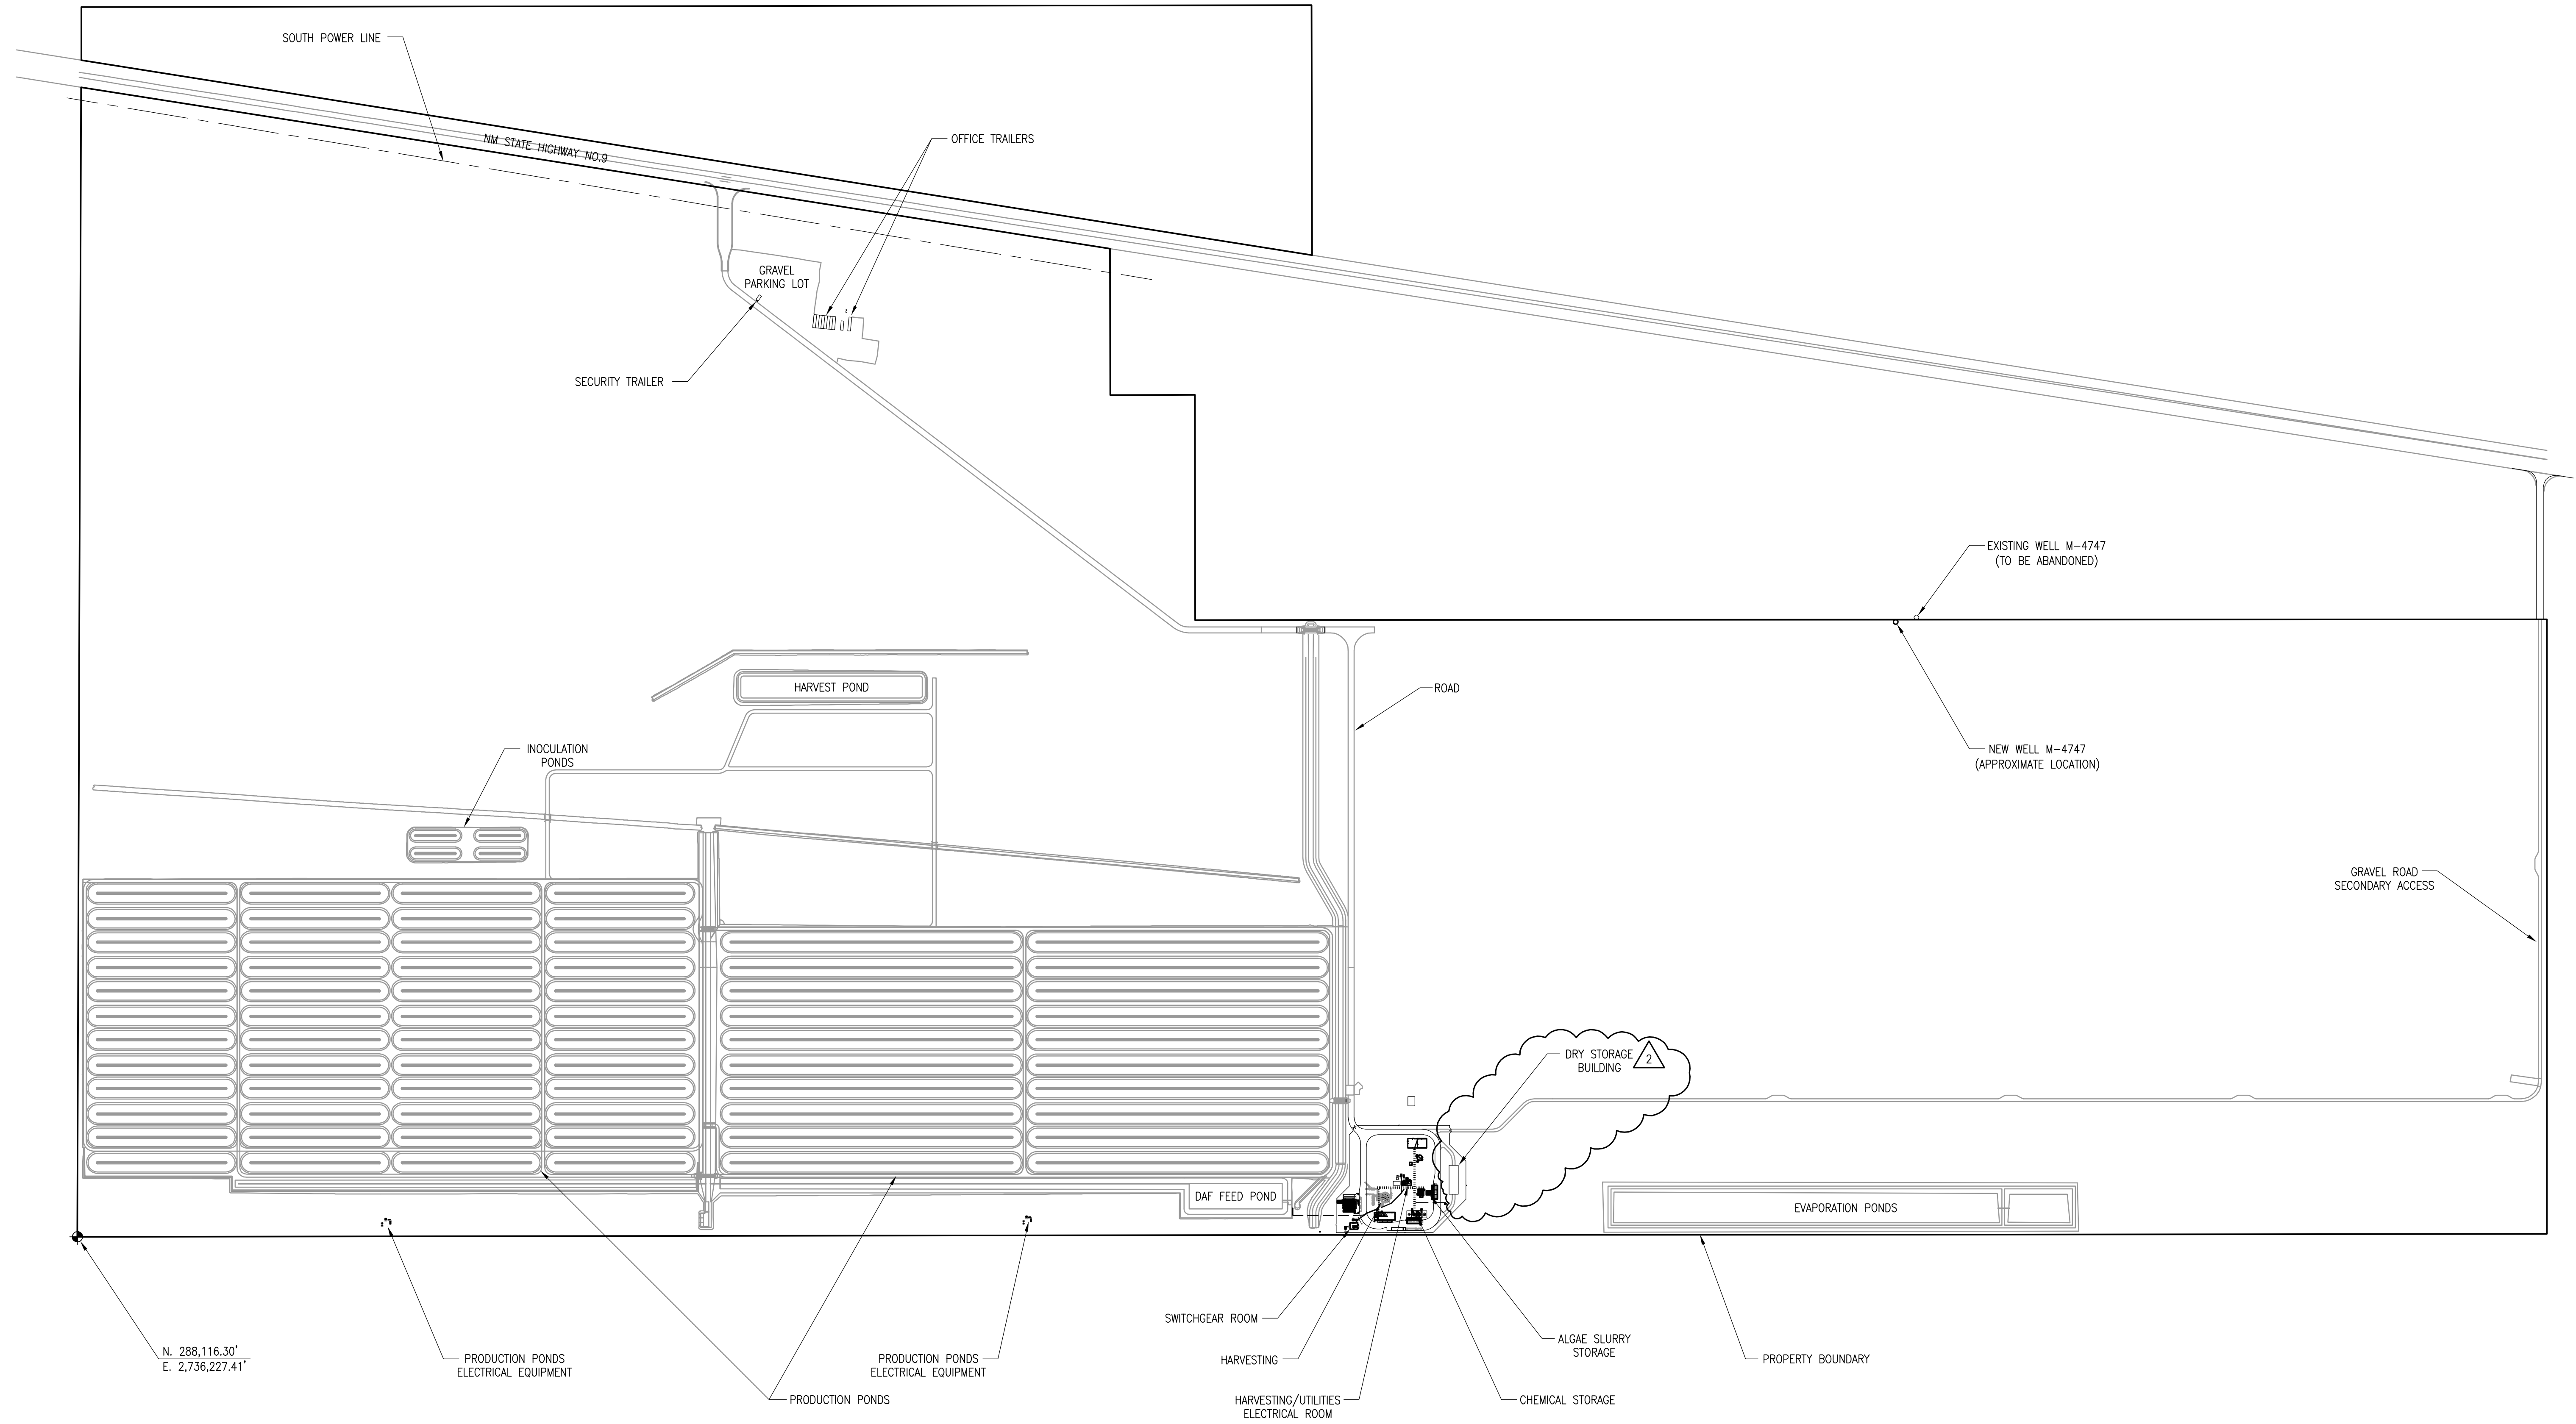 SOUTH POWER LINE
NM STATE HIGHWAY NO.9
OFFICE TRAILERS
GRAVEL
PARKING LOT
SECURITY TRAILER
EXISTING WELL M-4747
(TO BE ABANDONED)
HARVEST POND
ROAD
NEW WELL M-4747
(APPROXIMATE LOCATION)
INOCULATION
PONDS
GRAVEL ROAD
SECONDARY ACCESS
DRY STORAGE
BUILDING
2
DAF FEED POND
EVAPORATION PONDS
N. 288,116.30'
E. 2,736,227.41'
PRODUCTION PONDS
ELECTRICAL EQUIPMENT
PRODUCTION PONDS
PRODUCTION PONDS
ELECTRICAL EQUIPMENT
SWITCHGEAR ROOM
HARVESTING
HARVESTING/UTILITIES
ELECTRICAL ROOM
ALGAE SLURRY
STORAGE
CHEMICAL STORAGE
PROPERTY BOUNDARY